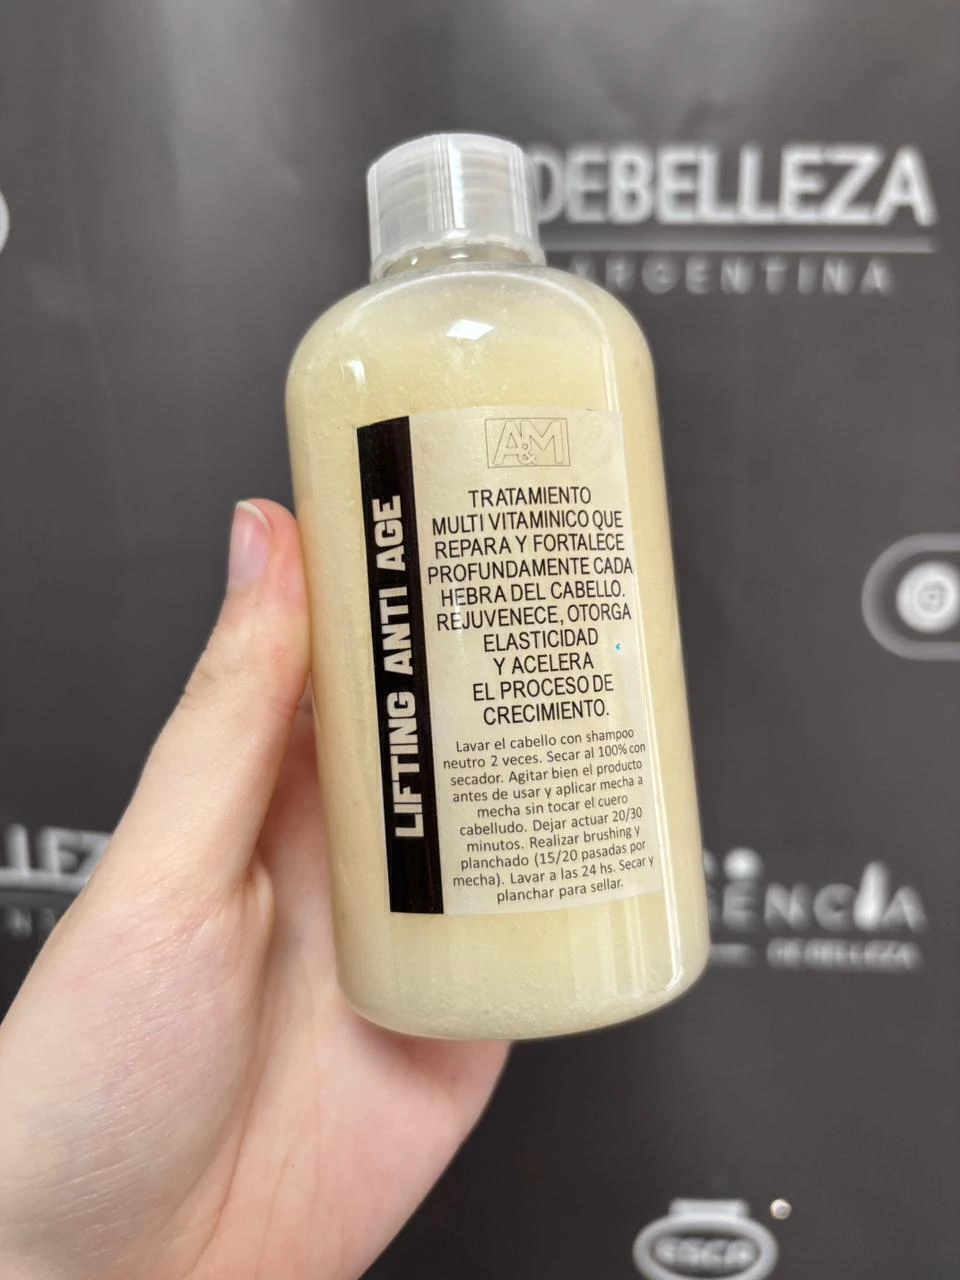 DEBELLEZA
ARGENTINA
A&M
LIFTING ANTI AGE
TRATAMIENTO
MULTI VITAMINICO QUE
REPARA Y FORTALECE
PROFUNDAMENTE CADA
HEBRA DEL CABELLO.
REJUVENECE, OTORGA
ELASTICIDAD
Y ACELERA
EL PROCESO DE
CRECIMIENTO.
Lavar el cabello con shampoo
neutro 2 veces. Secar al 100% con
secador. Agitar bien el producto
antes de usar y aplicar mecha a
mecha sin tocar el cuero
cabelludo. Dejar actuar 20/30
minutos. Realizar brushing y
planchado (15/20 pasadas por
mecha). Lavar a las 24 hs. Secar y
planchar para sellar.
DE BELLEZA